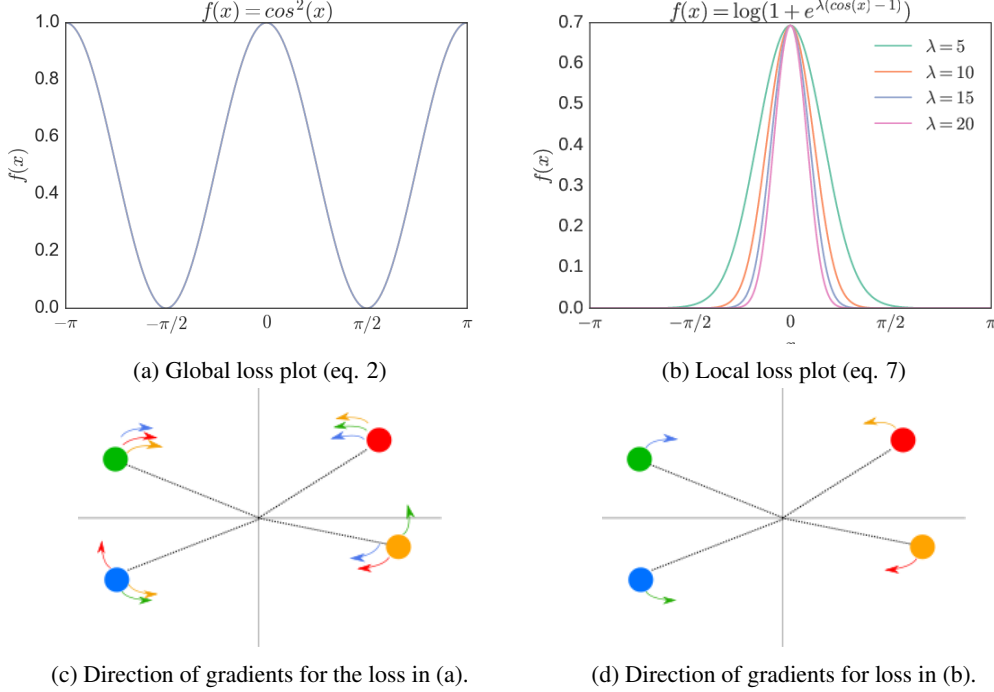 f(x) = cos²(x)
1.0
0.8
0.6
0.4
0.2
0.0
f(x)
−π
−π/2
0
π/2
π
(a) Global loss plot (eq. 2)
f(x) = log(1 + e^{λ(cos(x)−1)})
0.7
0.6
0.5
0.4
0.3
0.2
0.1
0.0
f(x)
λ = 5
λ = 10
λ = 15
λ = 20
−π
−π/2
0
π/2
π
(b) Local loss plot (eq. 7)
(c) Direction of gradients for the loss in (a).
(d) Direction of gradients for loss in (b).